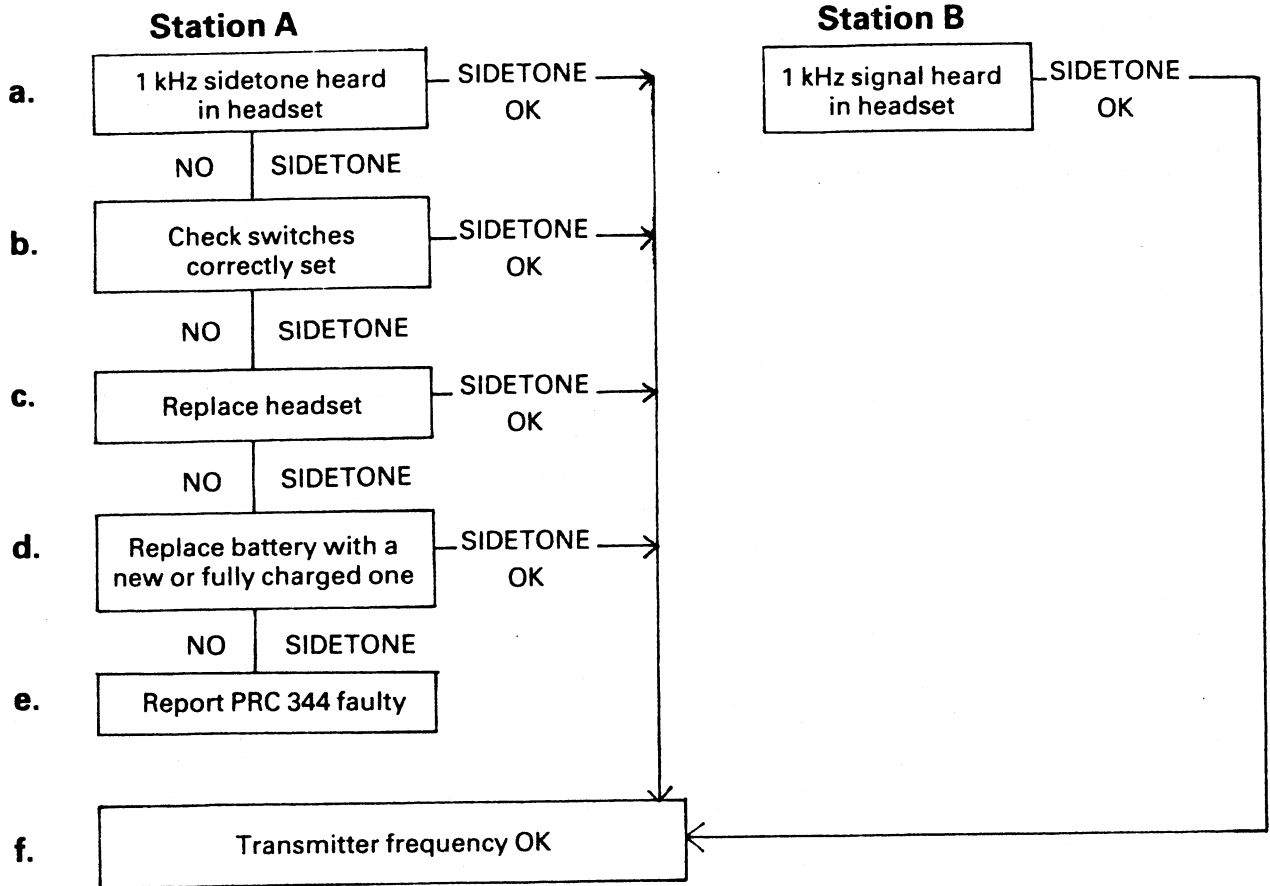 Station A
Station B
a.
1 kHz sidetone heard
in headset
SIDETONE
OK
1 kHz signal heard
in headset
SIDETONE
OK
NO SIDETONE
b.
Check switches
correctly set
SIDETONE
OK
NO SIDETONE
c.
Replace headset
SIDETONE
OK
NO SIDETONE
d.
Replace battery with a
new or fully charged one
SIDETONE
OK
NO SIDETONE
e.
Report PRC 344 faulty
f.
Transmitter frequency OK